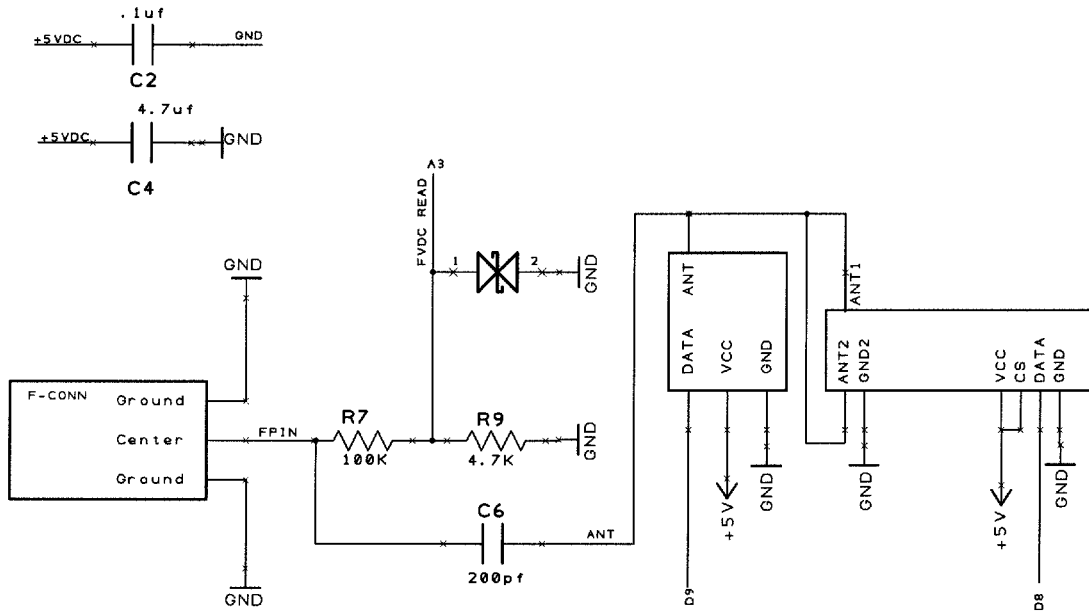 .1uf
+5VDC
GND
C2
4.7uf
+5VDC
GND
C4
A3
FVDC READ
1
2
GND
GND
ANT
DATA
VCC
GND
ANT1
ANT2
GND2
VCC
CS
DATA
GND
F-CONN
Ground
Center
Ground
FPIN
R7
100K
R9
4.7K
GND
C6
200pf
ANT
+5V
GND
GND
+5V
GND
GND
D9
D8